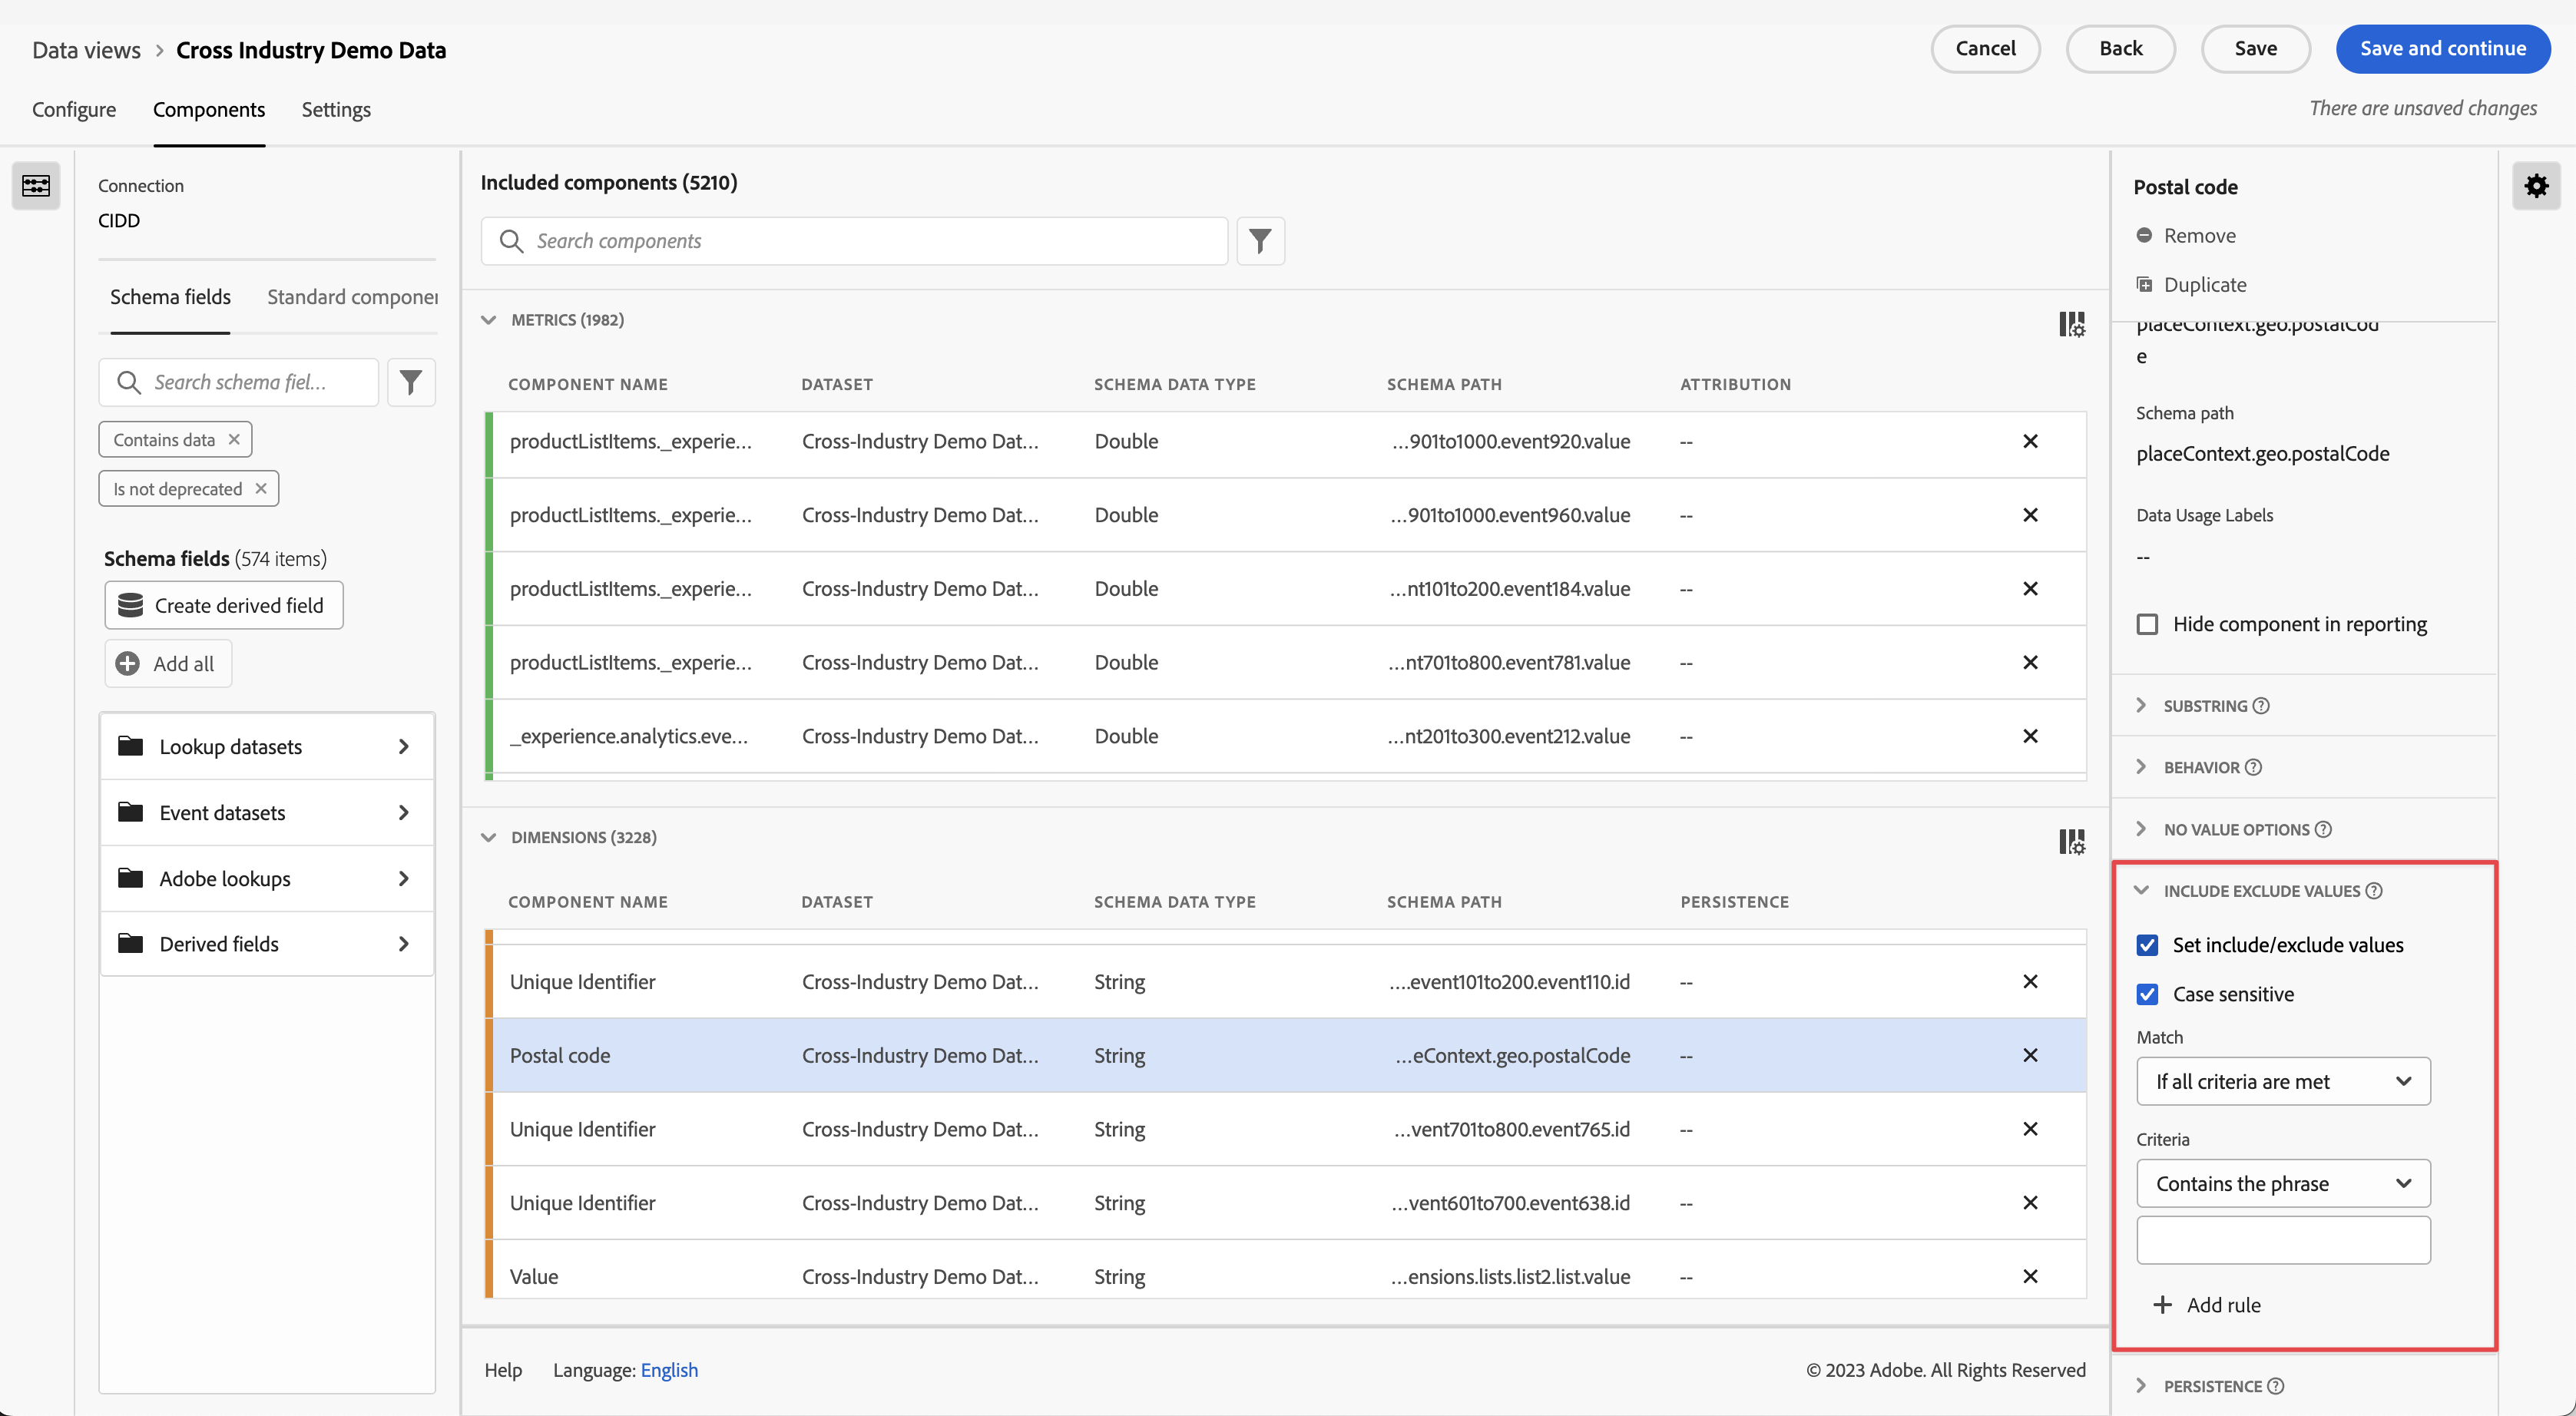 Data views > Cross Industry Demo Data
Cancel
Back
Save
Save and continue
Configure
Components
Settings
There are unsaved changes
Connection
CIDD
Schema fields
Standard componen
Search schema fiel...
Contains data
Is not deprecated
Schema fields (574 items)
Create derived field
Add all
Lookup datasets
Event datasets
Adobe lookups
Derived fields
Included components (5210)
Search components
METRICS (1982)
COMPONENT NAME DATASET SCHEMA DATA TYPE SCHEMA PATH ATTRIBUTION
productListItems._experie... Cross-Industry Demo Dat... Double ...901to1000.event920.value --
productListItems._experie... Cross-Industry Demo Dat... Double ...901to1000.event960.value --
productListItems._experie... Cross-Industry Demo Dat... Double ...nt101to200.event184.value --
productListItems._experie... Cross-Industry Demo Dat... Double ...nt701to800.event781.value --
_experience.analytics.eve... Cross-Industry Demo Dat... Double ...nt201to300.event212.value --
DIMENSIONS (3228)
COMPONENT NAME DATASET SCHEMA DATA TYPE SCHEMA PATH PERSISTENCE
Unique Identifier Cross-Industry Demo Dat... String ....event101to200.event110.id --
Postal code Cross-Industry Demo Dat... String ...eContext.geo.postalCode --
Unique Identifier Cross-Industry Demo Dat... String ...vent701to800.event765.id --
Unique Identifier Cross-Industry Demo Dat... String ...vent601to700.event638.id --
Value Cross-Industry Demo Dat... String ...ensions.lists.list2.list.value --
Help
Language: English
© 2023 Adobe. All Rights Reserved
Postal code
Remove
Duplicate
placeContext.geo.postalCod
e
Schema path
placeContext.geo.postalCode
Data Usage Labels
--
Hide component in reporting
SUBSTRING
BEHAVIOR
NO VALUE OPTIONS
INCLUDE EXCLUDE VALUES
Set include/exclude values
Case sensitive
Match
If all criteria are met
Criteria
Contains the phrase
+ Add rule
PERSISTENCE